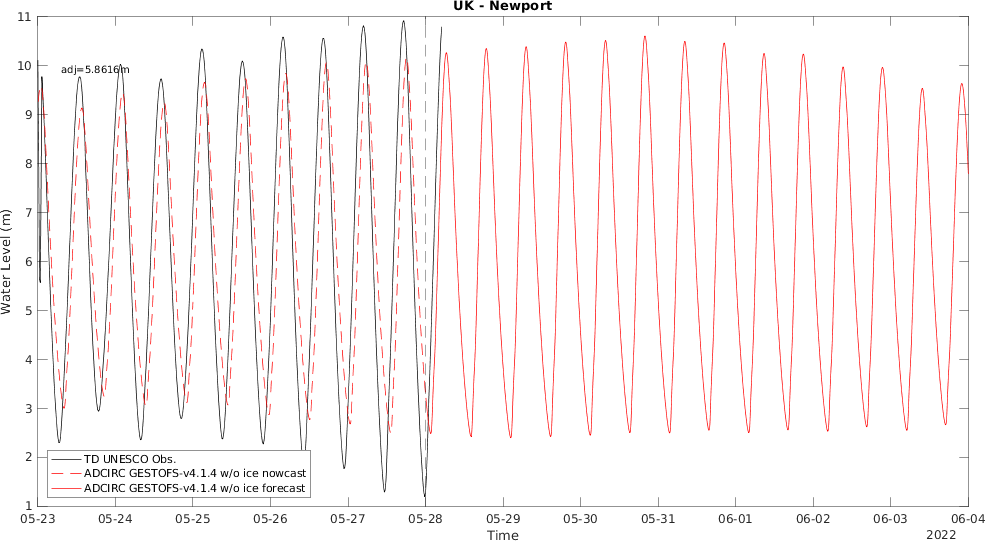 UK - Newport
11
10
9
8
7
6
5
4
3
2
1
Water Level (m)
adj=5.8616m
TD UNESCO Obs.
ADCIRC GESTOFS-v4.1.4 w/o ice nowcast
ADCIRC GESTOFS-v4.1.4 w/o ice forecast
05-23 05-24 05-25 05-26 05-27 05-28 05-29 05-30 05-31 06-01 06-02 06-03 06-04
Time
2022